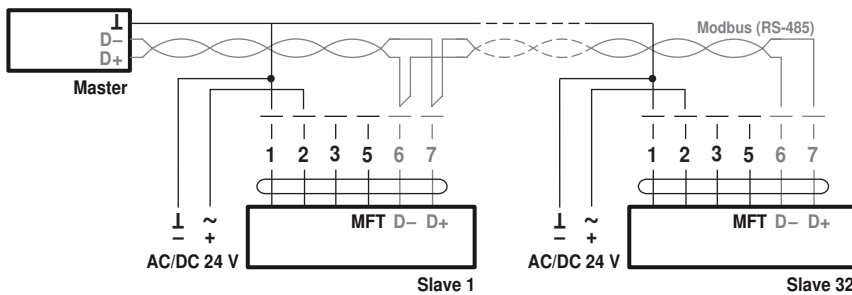 ⊥
D–
D+
Master
Modbus (RS-485)
1 2 3 5 6 7
1 2 3 5 6 7
⊥ ~
– +
AC/DC 24 V
MFT D– D+
Slave 1
⊥ ~
– +
AC/DC 24 V
MFT D– D+
Slave 32